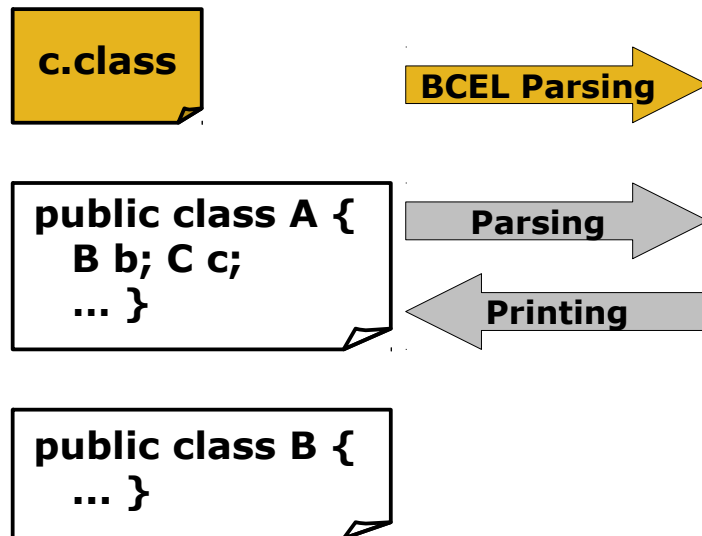 c.class
BCEL Parsing
public class A {
B b; C c;
... }
Parsing
Printing
public class B {
... }